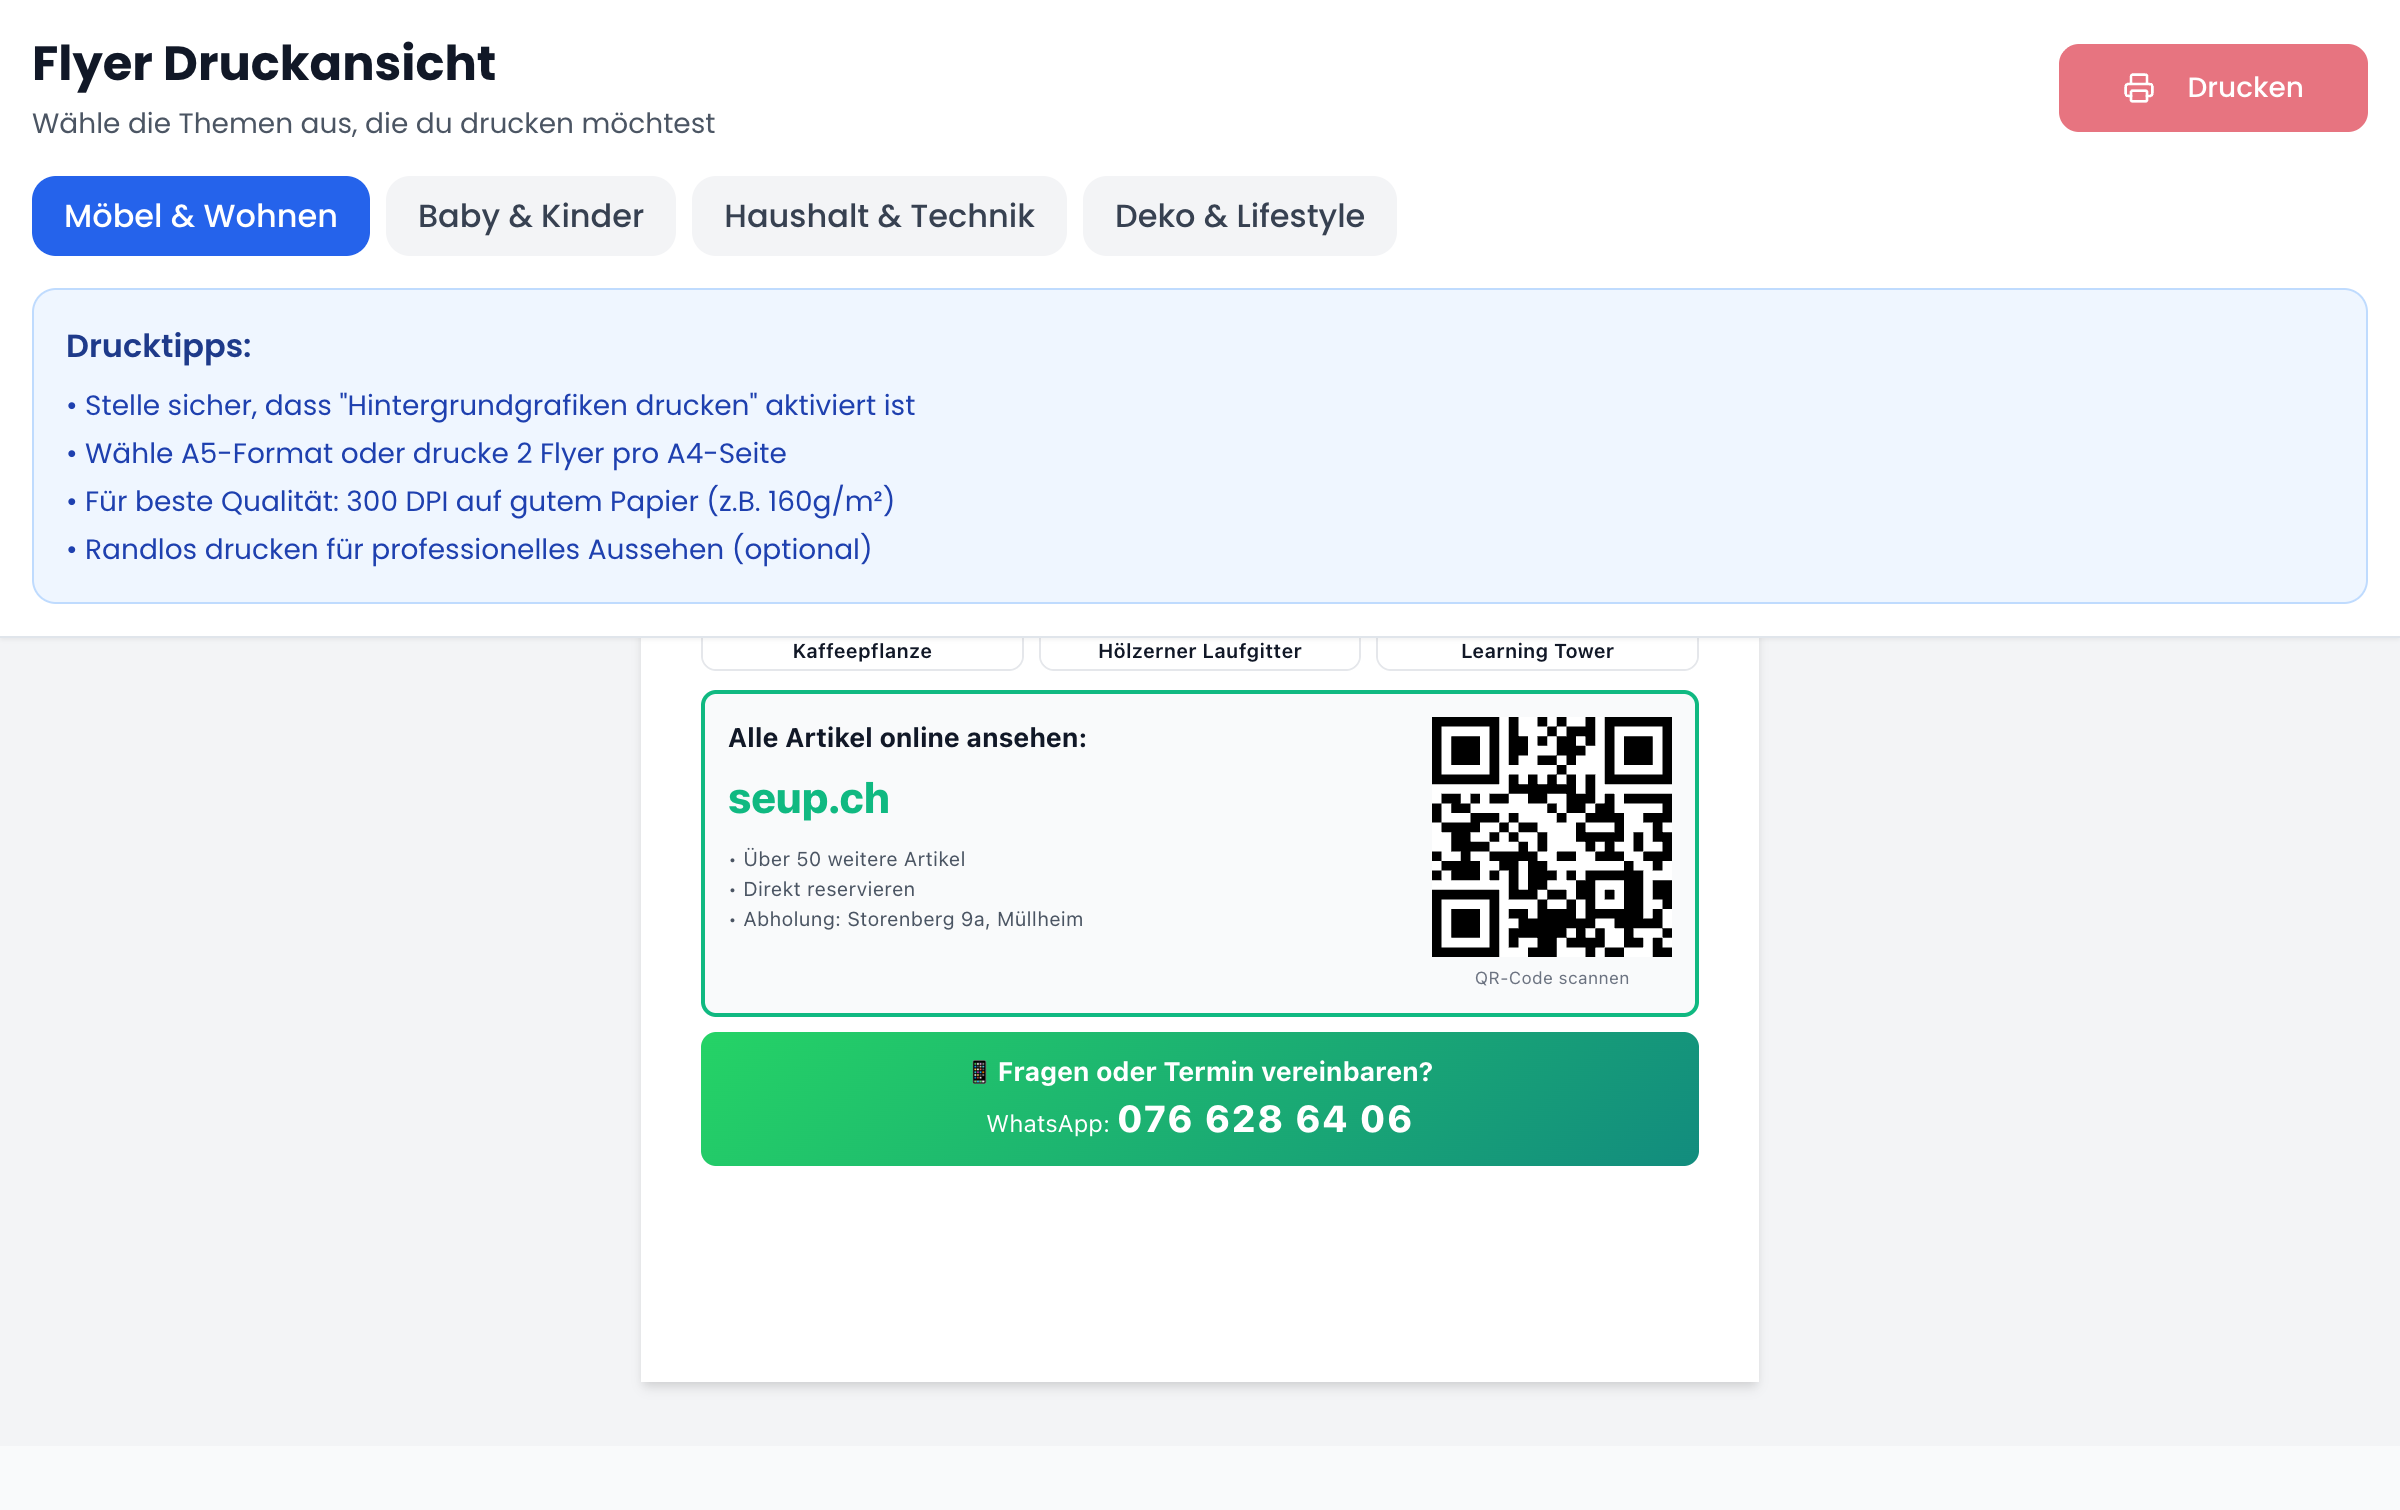 Flyer Druckansicht
Wähle die Themen aus, die du drucken möchtest
Drucken
Möbel & Wohnen
Baby & Kinder
Haushalt & Technik
Deko & Lifestyle
Drucktipps:
• Stelle sicher, dass "Hintergrundgrafiken drucken" aktiviert ist
• Wähle A5-Format oder drucke 2 Flyer pro A4-Seite
• Für beste Qualität: 300 DPI auf gutem Papier (z.B. 160g/m²)
• Randlos drucken für professionelles Aussehen (optional)
Kaffeepflanze
Hölzerner Laufgitter
Learning Tower
Alle Artikel online ansehen:
seup.ch
• Über 50 weitere Artikel
• Direkt reservieren
• Abholung: Storenberg 9a, Müllheim
QR-Code scannen
📱 Fragen oder Termin vereinbaren?
WhatsApp: 076 628 64 06